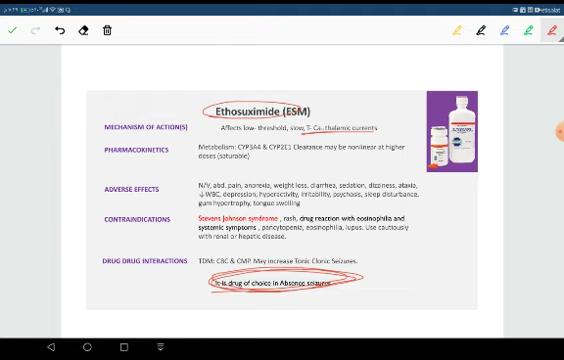 etisalat
Ethosuximide (ESM)
MECHANISM OF ACTION(S)
Affects low- threshold, slow, T- Ca++ thalamic currents
PHARMACOKINETICS
Metabolism: CYP3A4 & CYP2E1 Clearance may be nonlinear at higher
doses (saturable)
ADVERSE EFFECTS
N/V, abd. pain, anorexia, weight loss, diarrhea, sedation, dizziness, ataxia,
↓WBC, depression, hyperactivity, irritability, psychosis, sleep disturbance,
gum hypertrophy, tongue swelling
CONTRAINDICATIONS
Stevens Johnson syndrome , rash, drug reaction with eosinophilia and
systemic symptoms , pancytopenia, eosinophilia, lupus. Use cautiously
with renal or hepatic disease.
DRUG DRUG INTERACTIONS
TDM: CBC & CMP. May increase Tonic Clonic Seizures.
It is drug of choice in Absence seizures